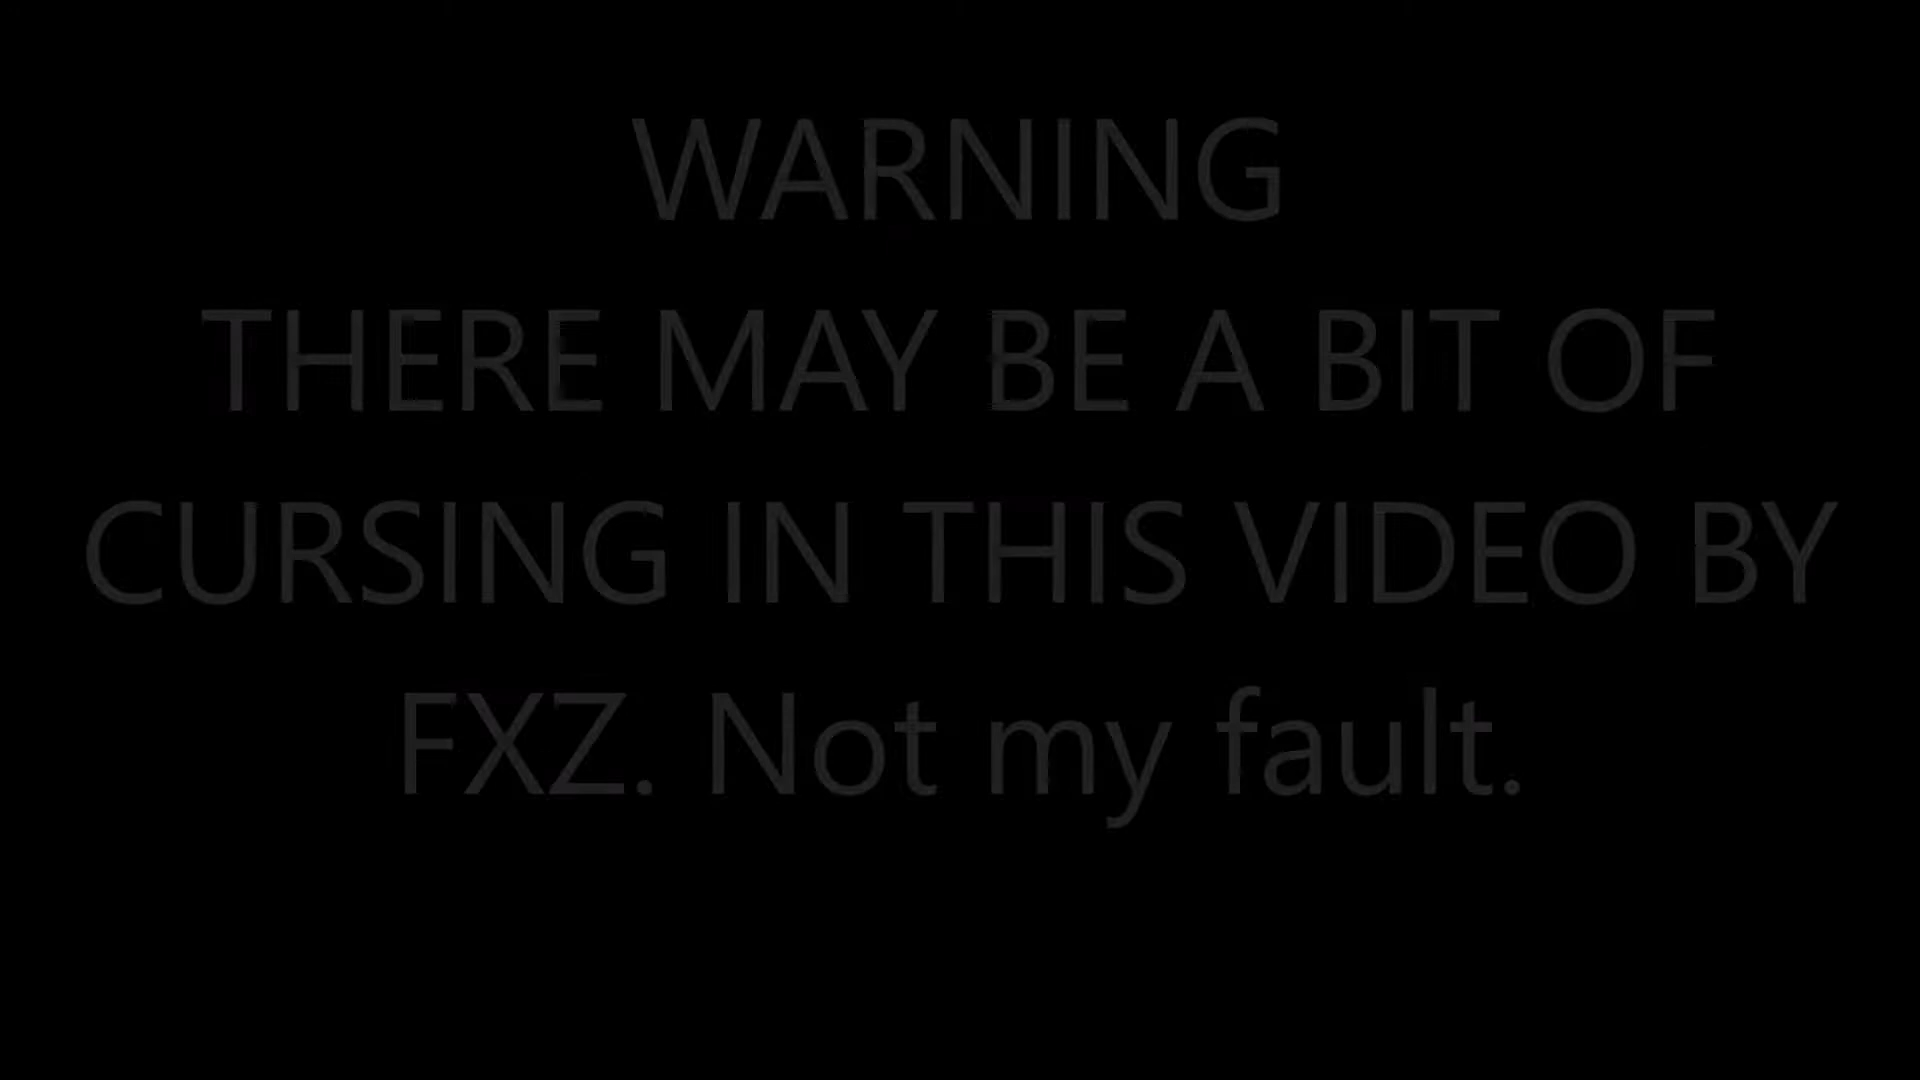 WARNING
THERE MAY BE A BIT OF
CURSING IN THIS VIDEO BY
FXZ. Not my fault.